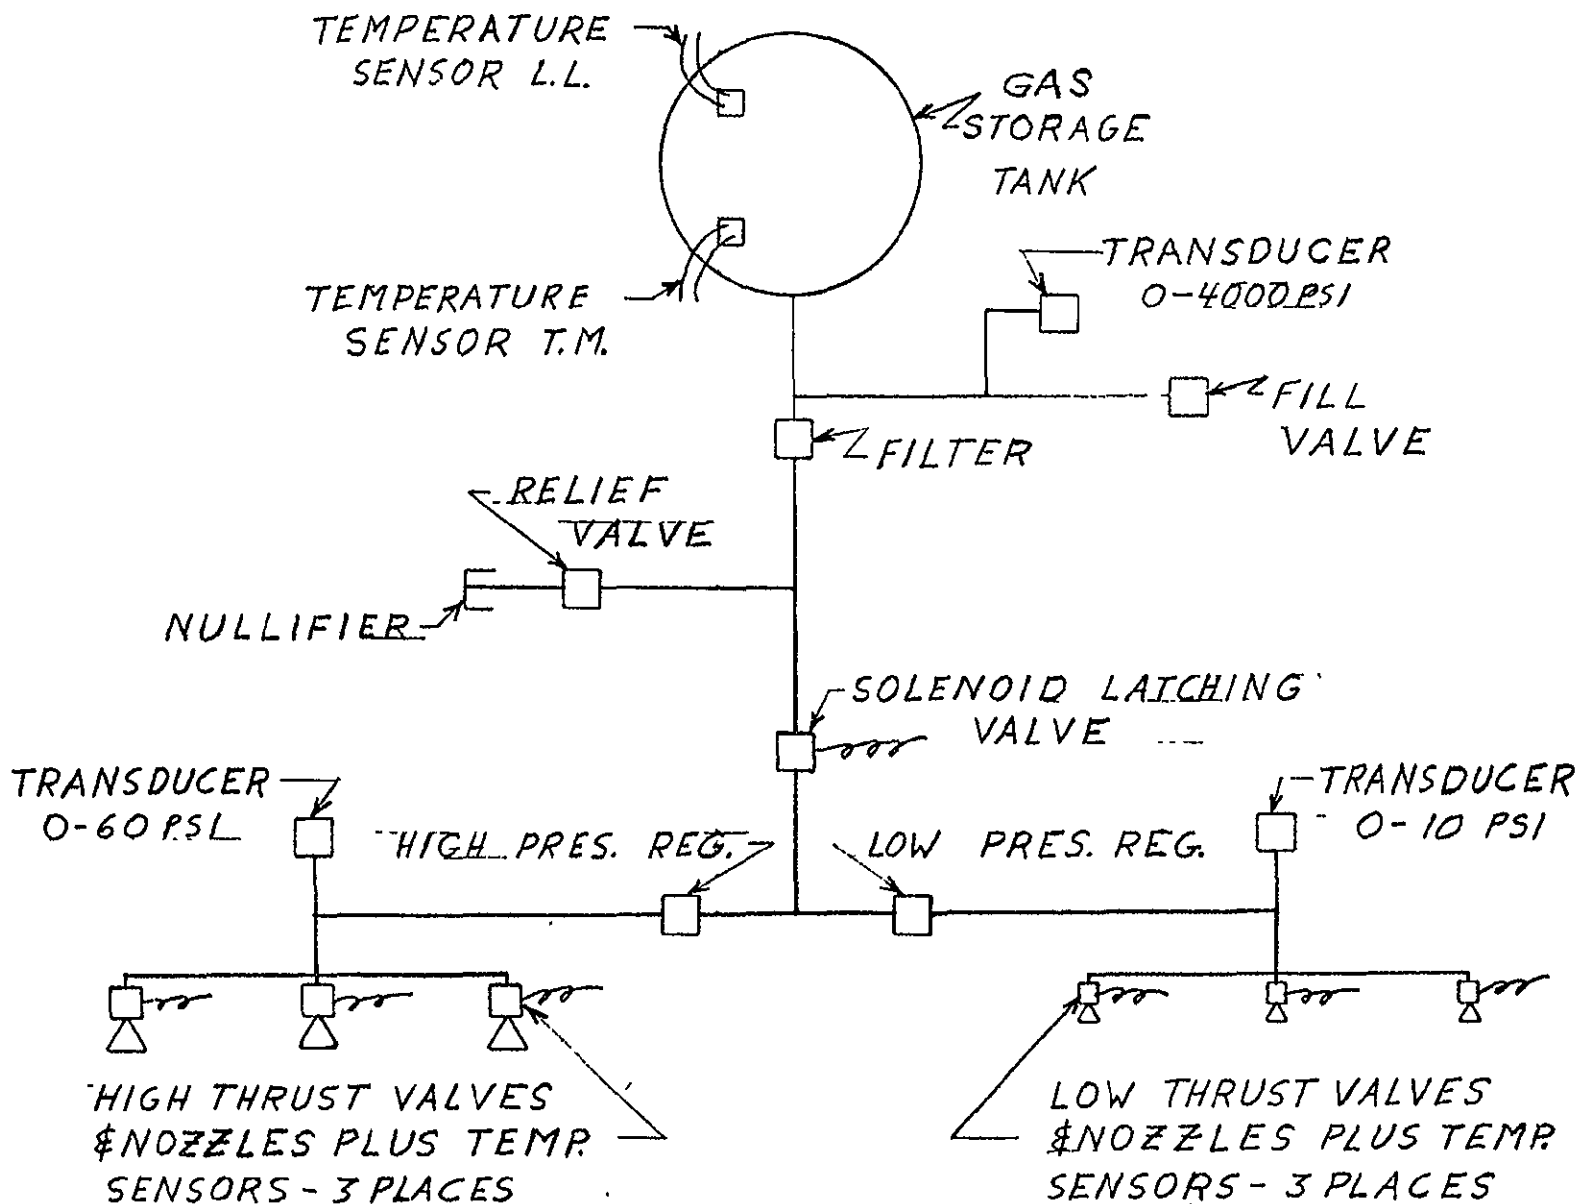 TEMPERATURE
SENSOR L.L.
GAS
STORAGE
TANK
TEMPERATURE
SENSOR T.M.
TRANSDUCER
0-4000 PSI
FILL
VALVE
FILTER
RELIEF
VALVE
NULLIFIER
SOLENOID LATCHING
VALVE
TRANSDUCER
0-60 PSI
HIGH PRES. REG.
LOW PRES. REG.
TRANSDUCER
0-10 PSI
HIGH THRUST VALVES
& NOZZLES PLUS TEMP.
SENSORS - 3 PLACES
LOW THRUST VALVES
& NOZZLES PLUS TEMP.
SENSORS - 3 PLACES